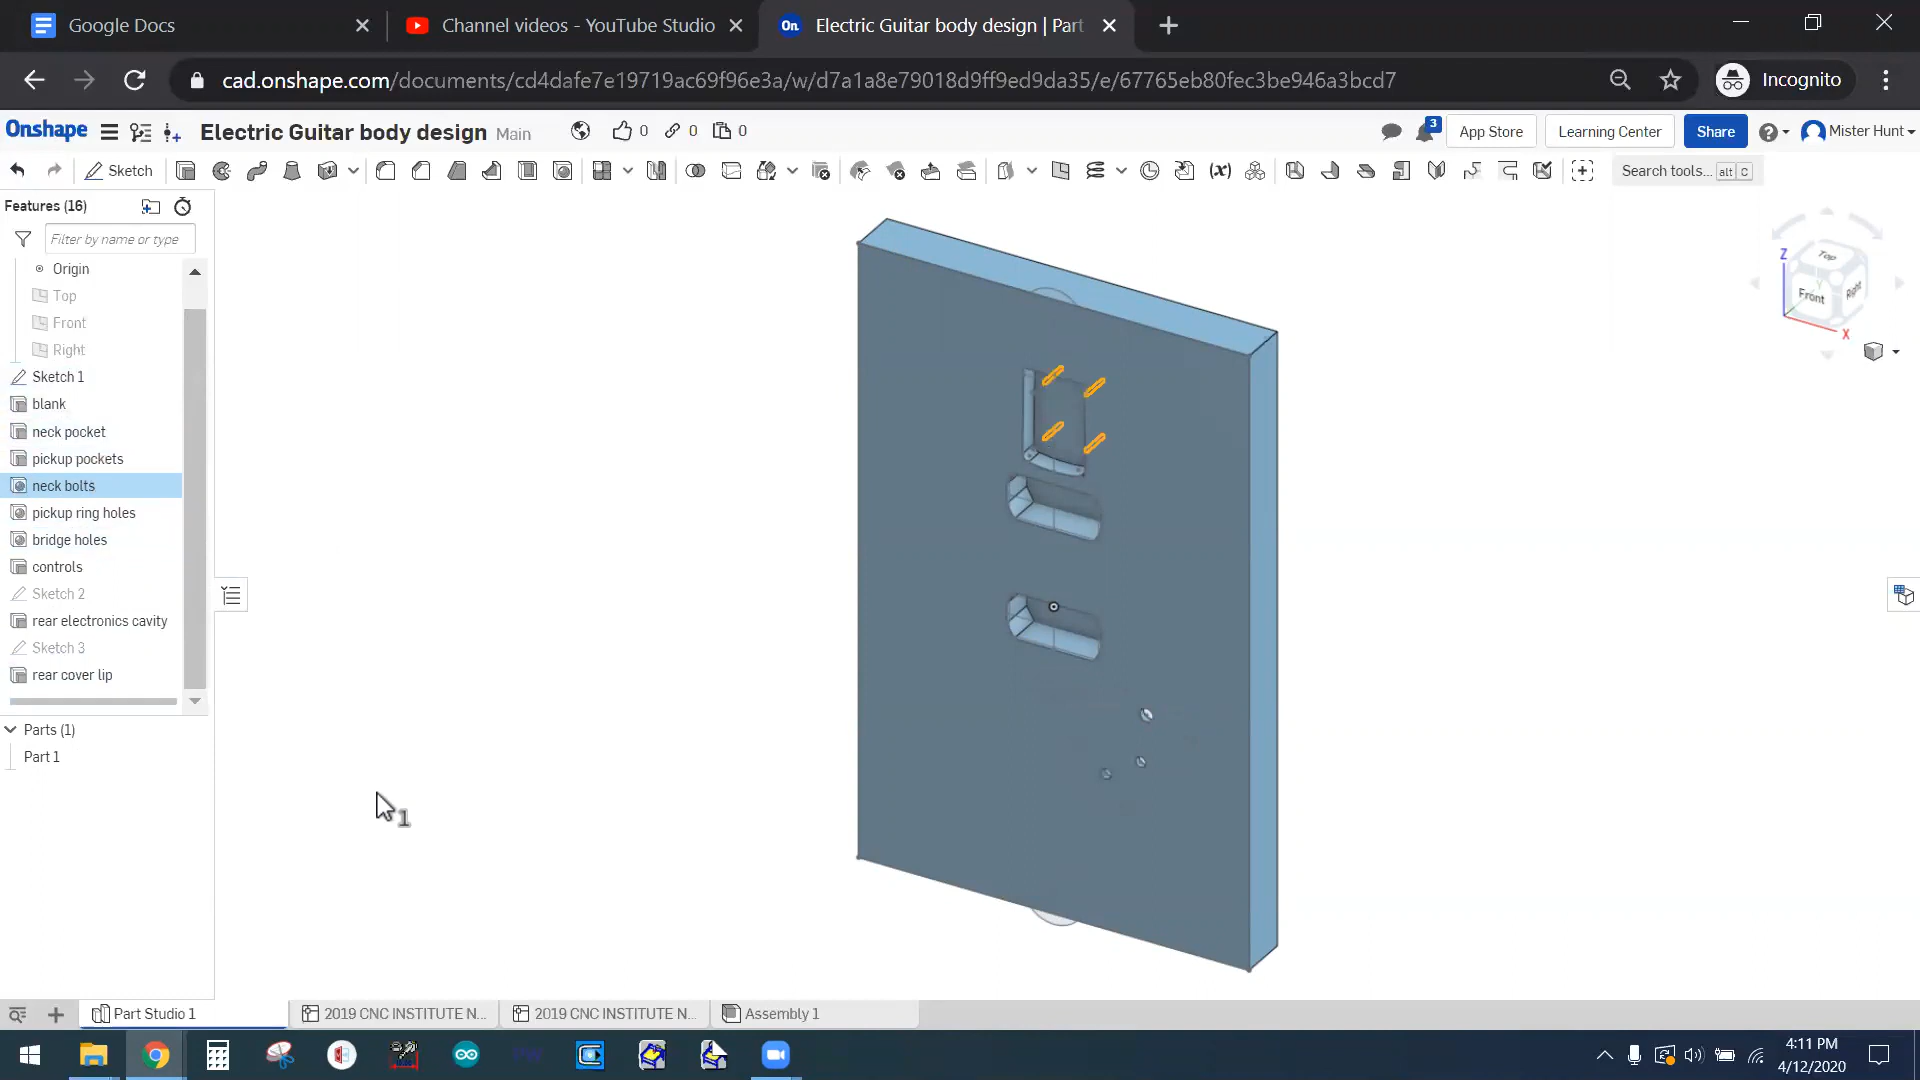 Google Docs
Channel videos - YouTube Studio
On.
Electric Guitar body design | Part
cad.onshape.com/documents/cd4dafe7e19719ac69f96e3a/w/d7a1a8e79018d9ff9ed9da35/e/67765eb80fec3be946a3bcd7
Incognito
Onshape
Electric Guitar body design Main
0
0
0
3
App Store
Learning Center
Share
Mister Hunt
Sketch
(x)
Search tools... alt C
Features (16)
Filter by name or type
Origin
Top
Front
Right
Sketch 1
blank
neck pocket
pickup pockets
neck bolts
pickup ring holes
bridge holes
controls
Sketch 2
rear electronics cavity
Sketch 3
rear cover lip
Parts (1)
Part 1
1
Z
Top
Front
Right
Y
X
Part Studio 1
2019 CNC INSTITUTE N...
2019 CNC INSTITUTE N...
Assembly 1
4:11 PM
4/12/2020